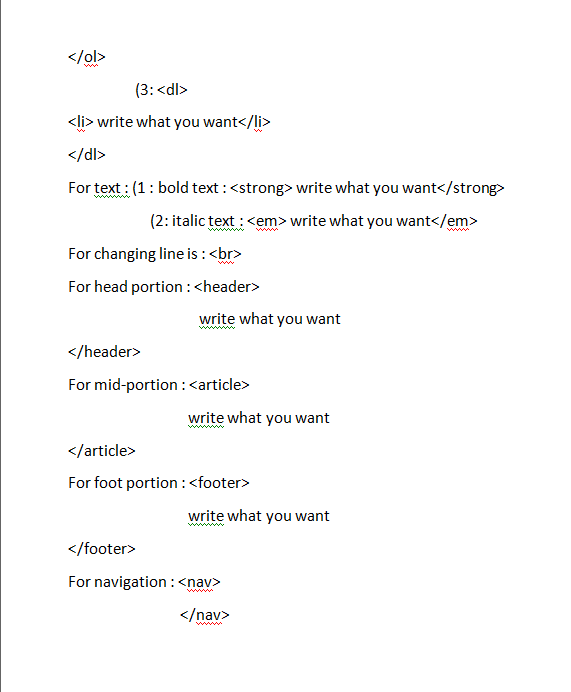 </ol>
(3: <dl>
<li> write what you want</li>
</dl>
For text : (1 : bold text : <strong> write what you want</strong>
(2: italic text : <em> write what you want</em>
For changing line is : <br>
For head portion : <header>
write what you want
</header>
For mid-portion : <article>
write what you want
</article>
For foot portion : <footer>
write what you want
</footer>
For navigation : <nav>
</nav>